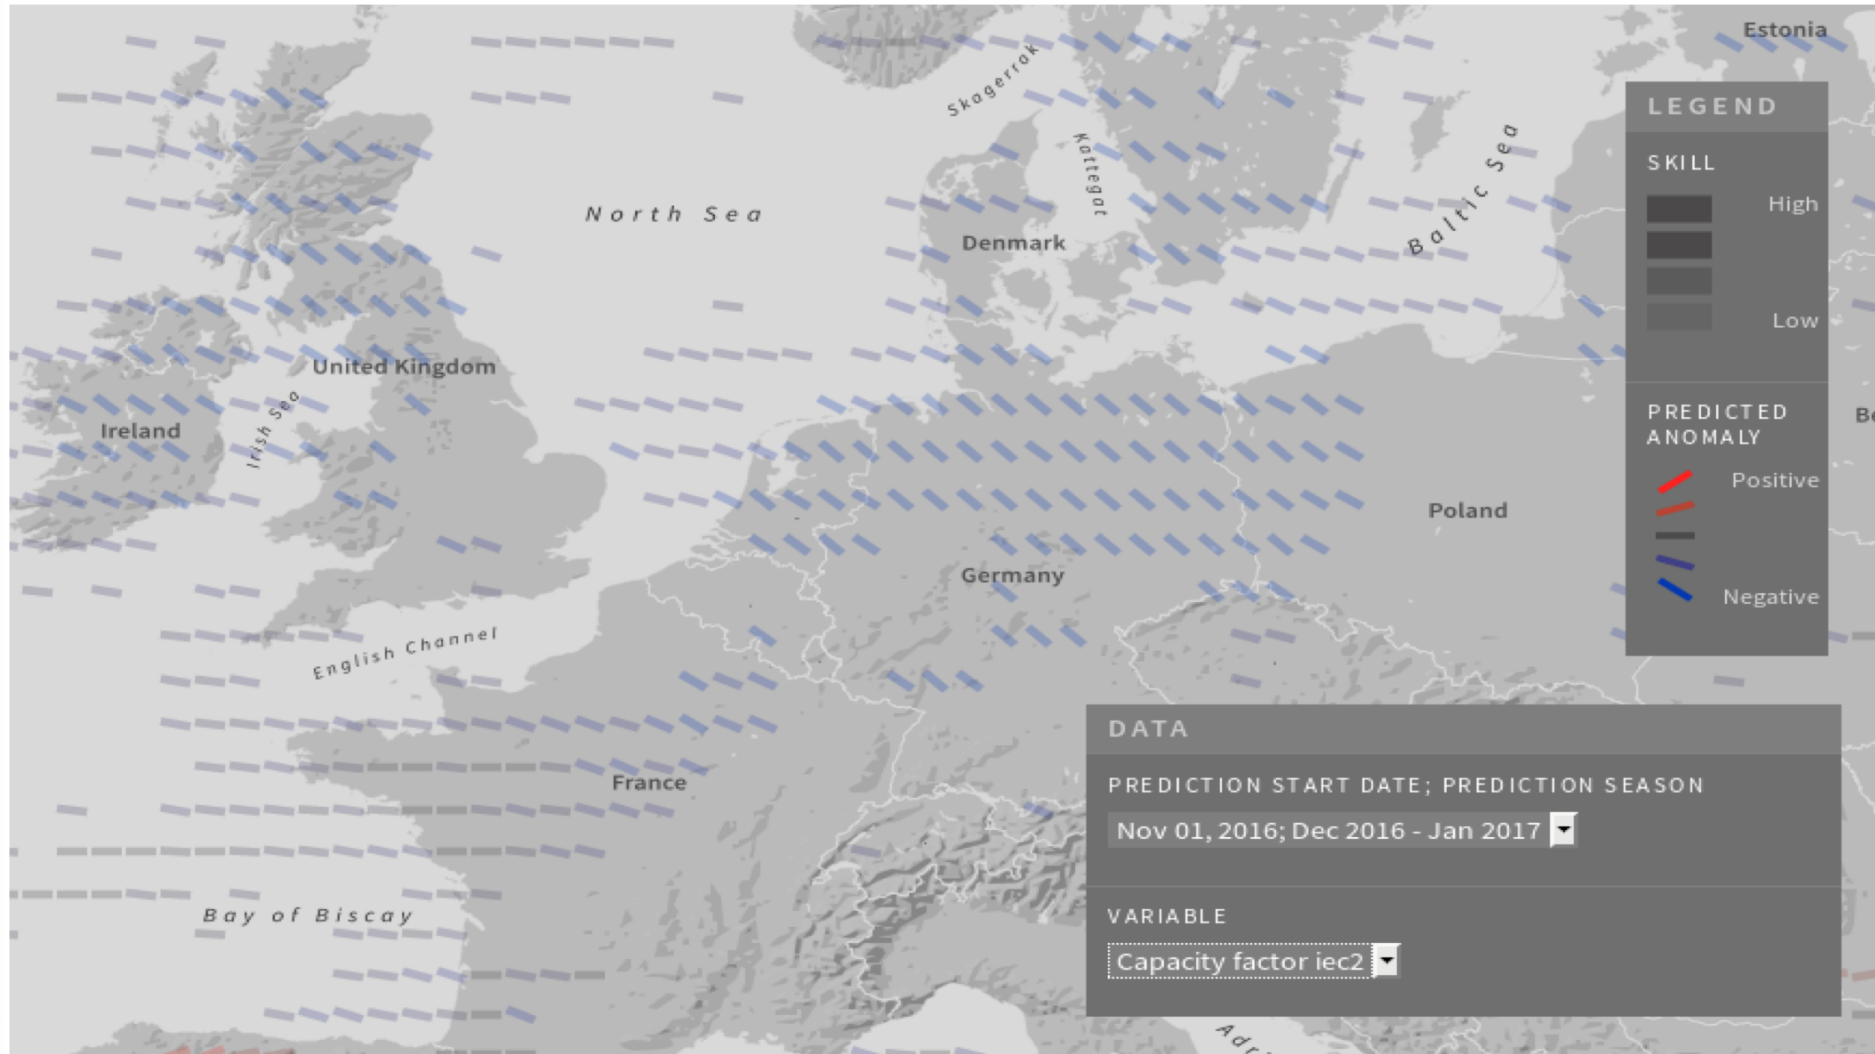 Estonia
Skagerrak
Kattegat
Baltic Sea
North Sea
Denmark
United Kingdom
Ireland
Irish Sea
Poland
Germany
English Channel
France
Bay of Biscay
LEGEND
SKILL
High
Low
PREDICTED
ANOMALY
Positive
Negative
DATA
PREDICTION START DATE; PREDICTION SEASON
Nov 01, 2016; Dec 2016 - Jan 2017
VARIABLE
Capacity factor iec2